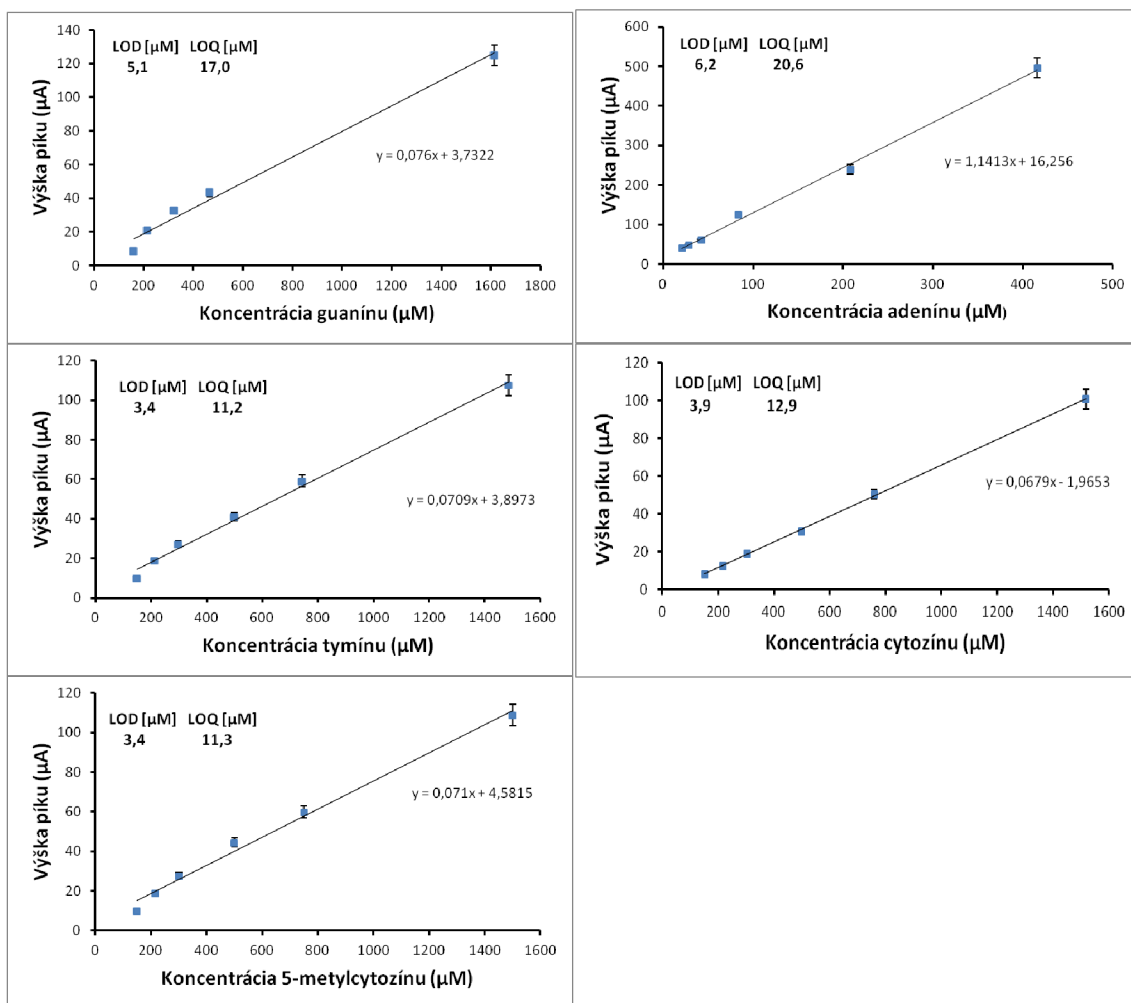 LOD [µM] LOQ [µM]
5,1 17,0
140
120
100
80
60
40
20
0
Výška píku (µA)
y = 0,076x + 3,7322
0 200 400 600 800 1000 1200 1400 1600 1800
Koncentrácia guanínu (µM)
LOD [µM] LOQ [µM]
6,2 20,6
600
500
400
300
200
100
0
Výška píku (µA)
y = 1,1413x + 16,256
0 100 200 300 400 500
Koncentrácia adenínu (µM)
LOD [µM] LOQ [µM]
3,4 11,2
120
100
80
60
40
20
0
Výška píku (µA)
y = 0,0709x + 3,8973
0 200 400 600 800 1000 1200 1400 1600
Koncentrácia tymínu (µM)
LOD [µM] LOQ [µM]
3,9 12,9
120
100
80
60
40
20
0
Výška píku (µA)
y = 0,0679x - 1,9653
0 200 400 600 800 1000 1200 1400 1600
Koncentrácia cytozínu (µM)
LOD [µM] LOQ [µM]
3,4 11,3
120
100
80
60
40
20
0
Výška píku (µA)
y = 0,071x + 4,5815
0 200 400 600 800 1000 1200 1400 1600
Koncentrácia 5-metylcytozínu (µM)